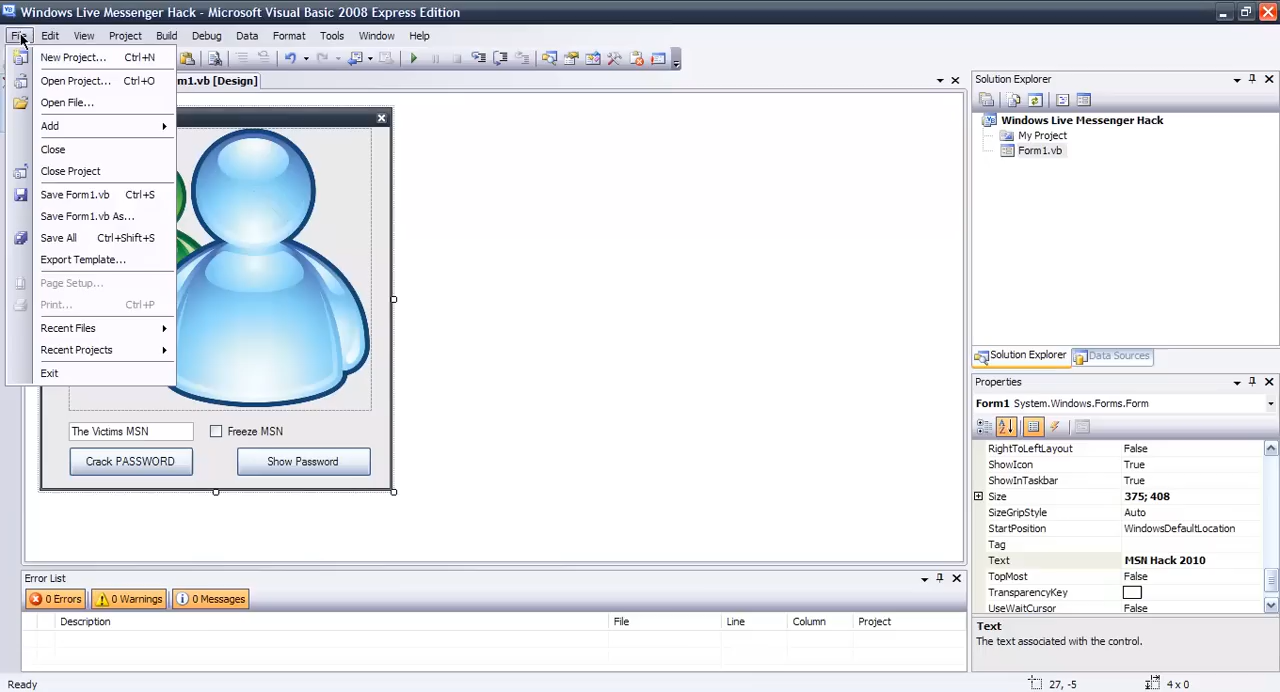 Windows Live Messenger Hack - Microsoft Visual Basic 2008 Express Edition
File Edit View Project Build Debug Data Format Tools Window Help
New Project... Ctrl+N
Open Project... Ctrl+O
Open File...
Add
Close
Close Project
Save Form1.vb Ctrl+S
Save Form1.vb As...
Save All Ctrl+Shift+S
Export Template...
Page Setup...
Print... Ctrl+P
Recent Files
Recent Projects
Exit
m1.vb [Design]
The Victims MSN
Freeze MSN
Crack PASSWORD
Show Password
Error List
0 Errors 0 Warnings 0 Messages
Description File Line Column Project
Solution Explorer
Windows Live Messenger Hack
My Project
Form1.vb
Solution Explorer Data Sources
Properties
Form1 System.Windows.Forms.Form
RightToLeftLayout False
ShowIcon True
ShowInTaskbar True
Size 375; 408
SizeGripStyle Auto
StartPosition WindowsDefaultLocation
Tag
Text MSN Hack 2010
TopMost False
TransparencyKey
UseWaitCursor False
Text
The text associated with the control.
Ready 27, -5 4 x 0